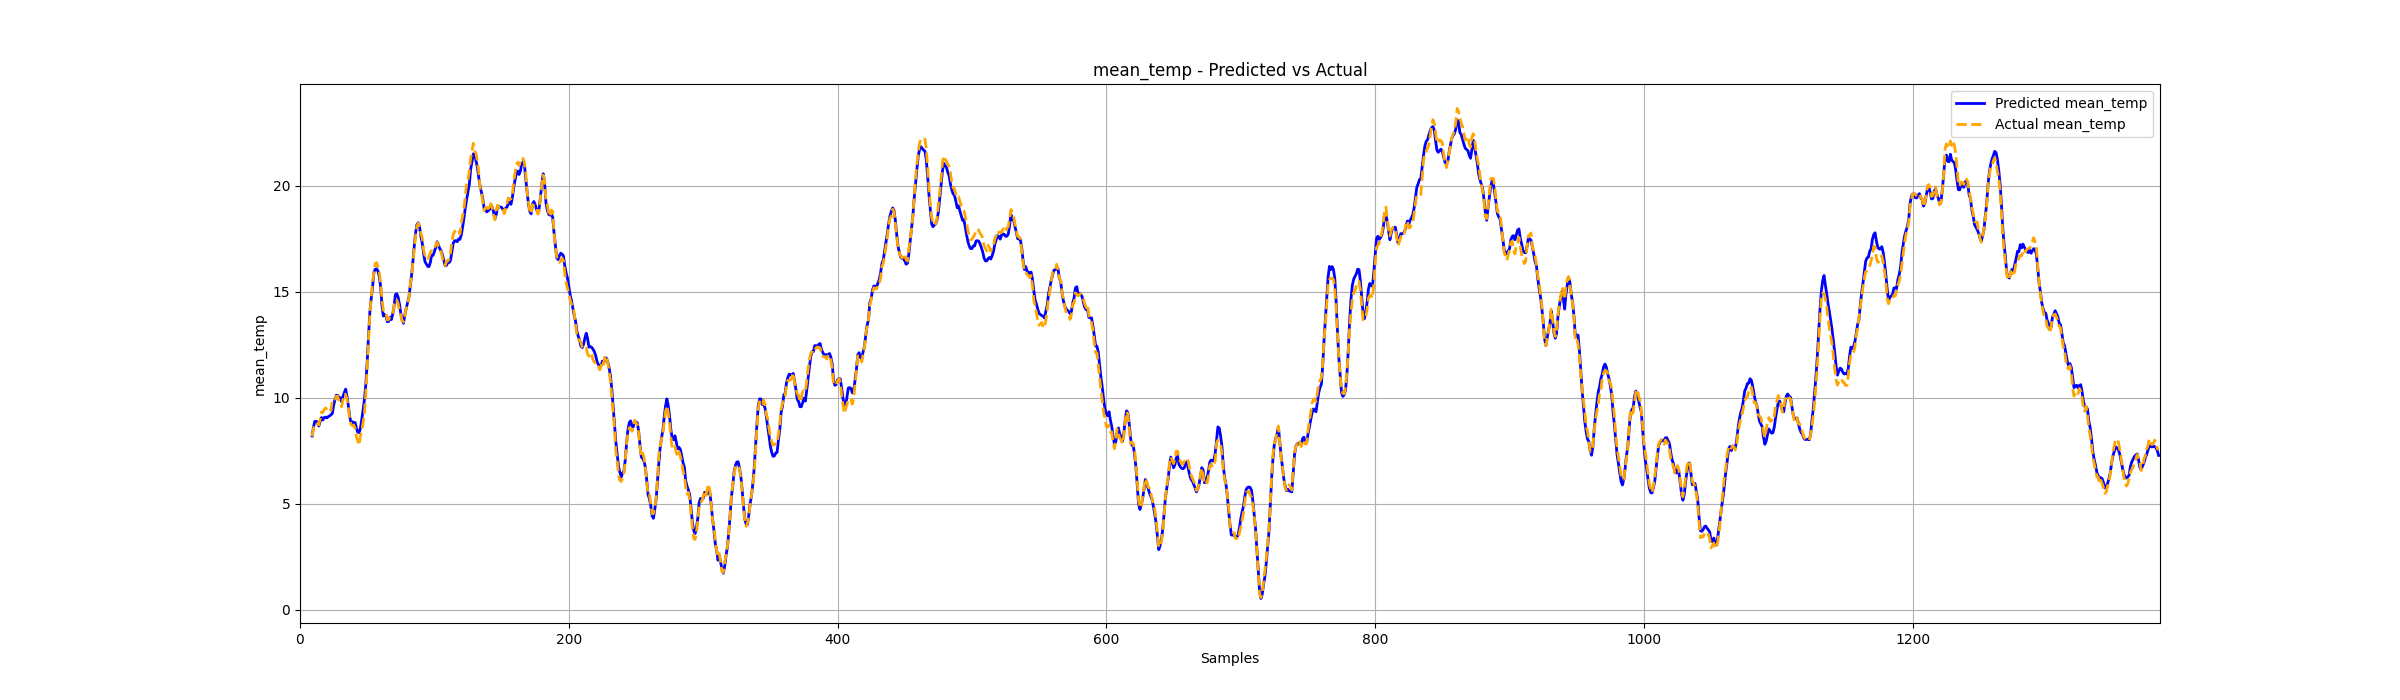 mean_temp - Predicted vs Actual
Predicted mean_temp
Actual mean_temp
mean_temp
20
15
10
5
0
0
200
400
600
800
1000
1200
Samples